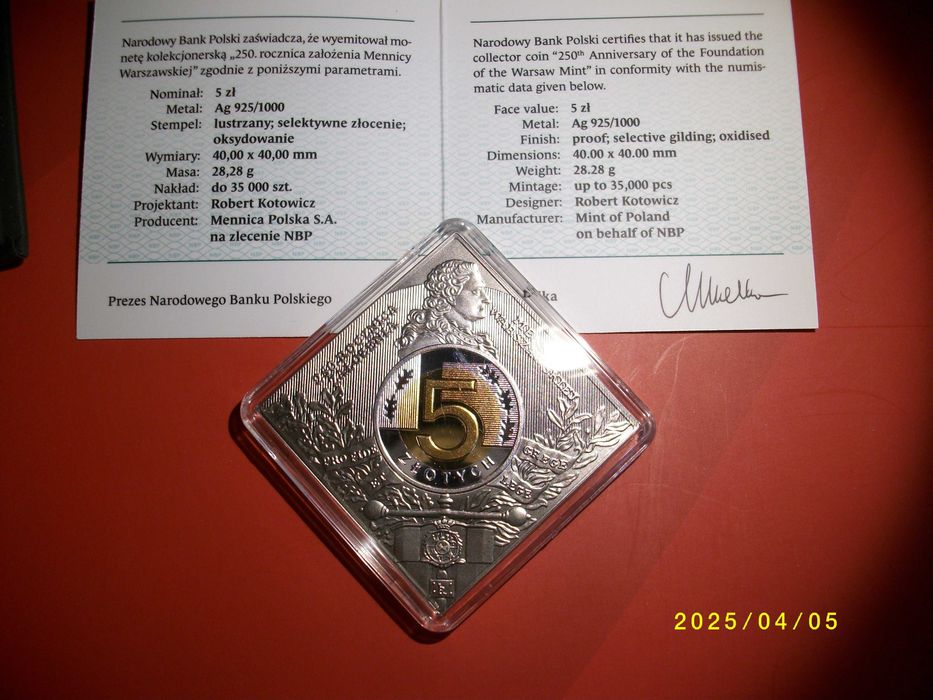 Narodowy Bank Polski zaświadcza, że wyemitował mo-
netę kolekcjonerską „250. rocznica założenia Mennicy
Warszawskiej” zgodnie z poniższymi parametrami.
Nominał: 5 zł
Metal: Ag 925/1000
Stempel: lustrzany; selektywne złocenie;
oksydowanie
Wymiary: 40,00 x 40,00 mm
Masa: 28,28 g
Nakład: do 35 000 szt.
Projektant: Robert Kotowicz
Producent: Mennica Polska S.A.
na zlecenie NBP
Prezes Narodowego Banku Polskiego
Narodowy Bank Polski certifies that it has issued the
collector coin “250th Anniversary of the Foundation
of the Warsaw Mint” in conformity with the numis-
matic data given below.
Face value: 5 zł
Metal: Ag 925/1000
Finish: proof; selective gilding; oxidised
Dimensions: 40.00 x 40.00 mm
Weight: 28.28 g
Mintage: up to 35,000 pcs
Designer: Robert Kotowicz
Manufacturer: Mint of Poland
on behalf of NBP
5
ZŁOTYCH
PRO FIDE
GREGE
LEGE
2025/04/05